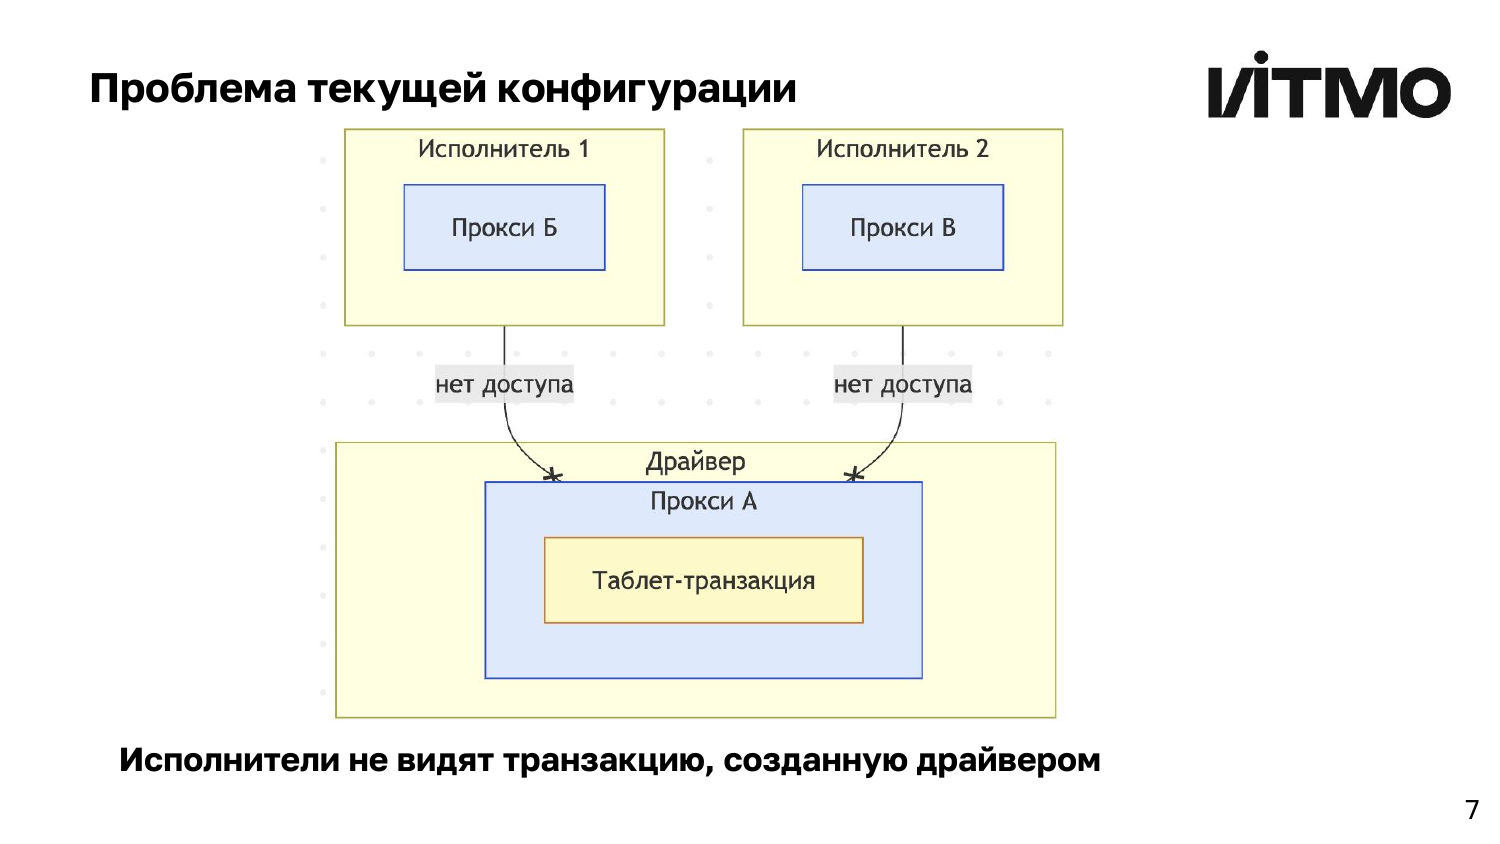 Проблема текущей конфигурации
ИТМО
Исполнитель 1
Исполнитель 2
Прокси Б
Прокси В
нет доступа
нет доступа
Драйвер
Прокси А
Таблет-транзакция
Исполнители не видят транзакцию, созданную драйвером
7